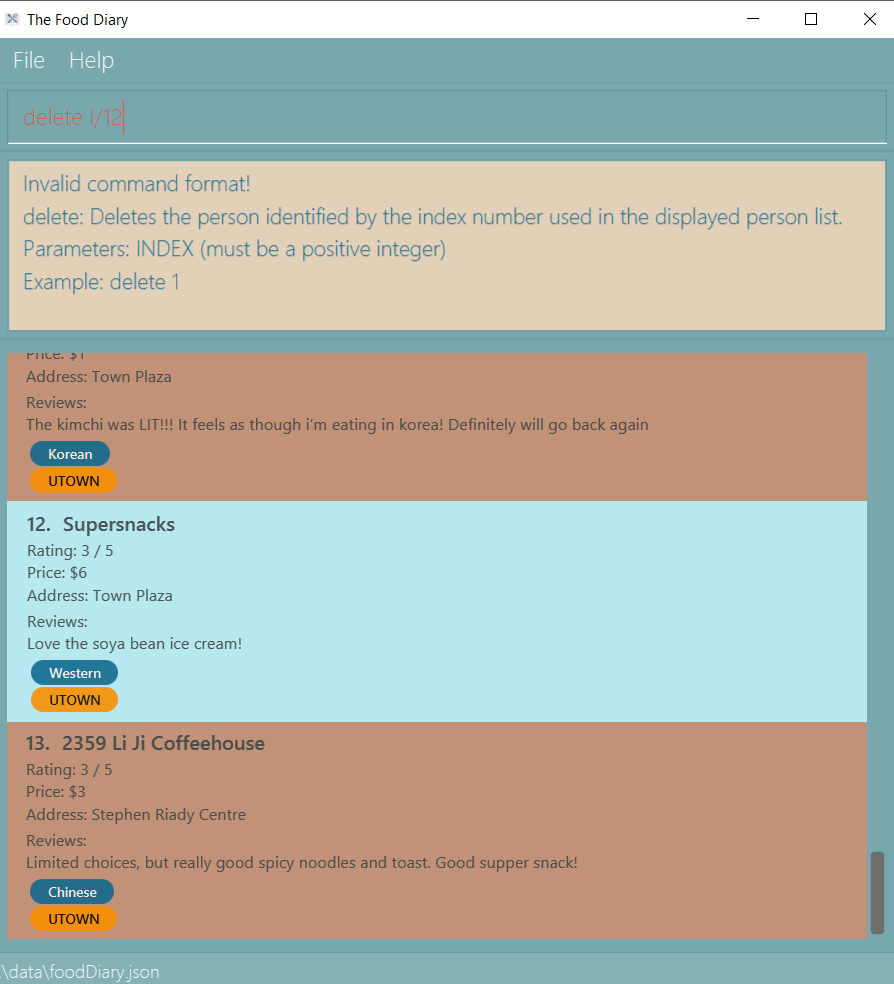 The Food Diary
File Help
delete i/12
Invalid command format!
delete: Deletes the person identified by the index number used in the displayed person list.
Parameters: INDEX (must be a positive integer)
Example: delete 1
Price: $1
Address: Town Plaza
Reviews:
The kimchi was LIT!!! It feels as though i'm eating in korea! Definitely will go back again
Korean
UTOWN
12. Supersnacks
Rating: 3 / 5
Price: $6
Address: Town Plaza
Reviews:
Love the soya bean ice cream!
Western
UTOWN
13. 2359 Li Ji Coffeehouse
Rating: 3 / 5
Price: $3
Address: Stephen Riady Centre
Reviews:
Limited choices, but really good spicy noodles and toast. Good supper snack!
Chinese
UTOWN
.\data\foodDiary.json